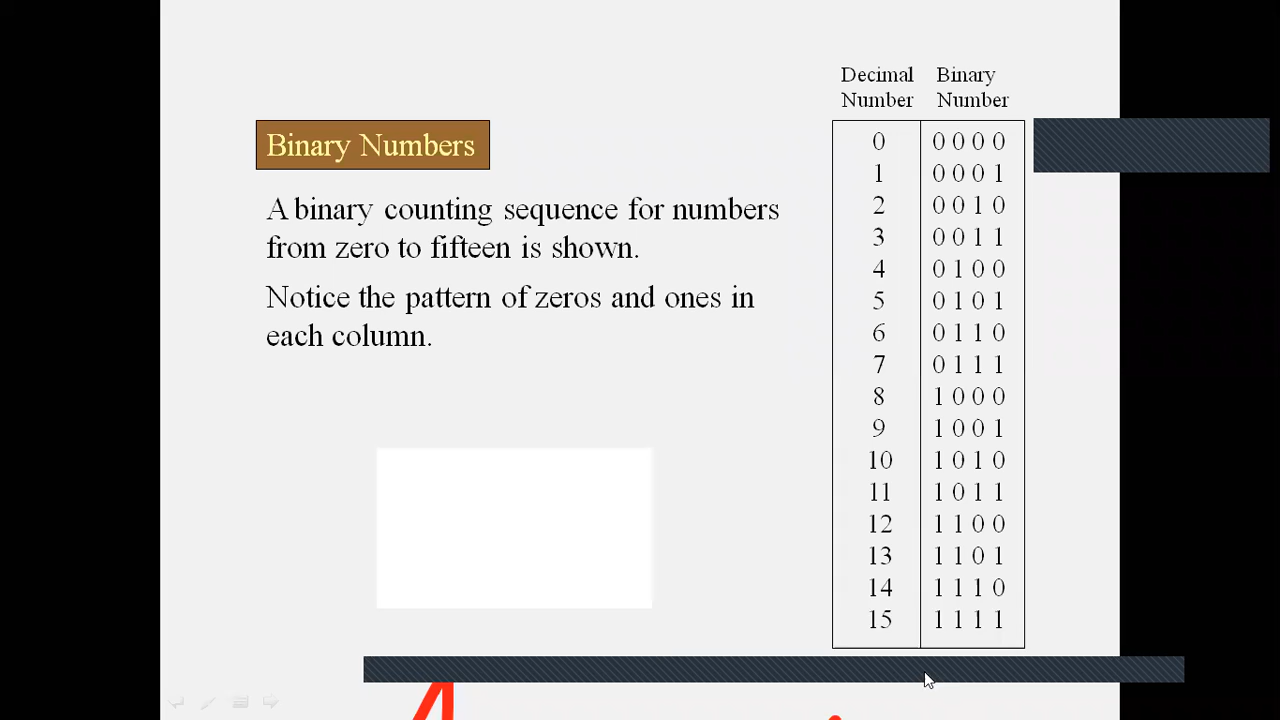 Decimal Number Binary Number
Binary Numbers
A binary counting sequence for numbers
from zero to fifteen is shown.
Notice the pattern of zeros and ones in
each column.
0 0 0 0 0
1 0 0 0 1
2 0 0 1 0
3 0 0 1 1
4 0 1 0 0
5 0 1 0 1
6 0 1 1 0
7 0 1 1 1
8 1 0 0 0
9 1 0 0 1
10 1 0 1 0
11 1 0 1 1
12 1 1 0 0
13 1 1 0 1
14 1 1 1 0
15 1 1 1 1